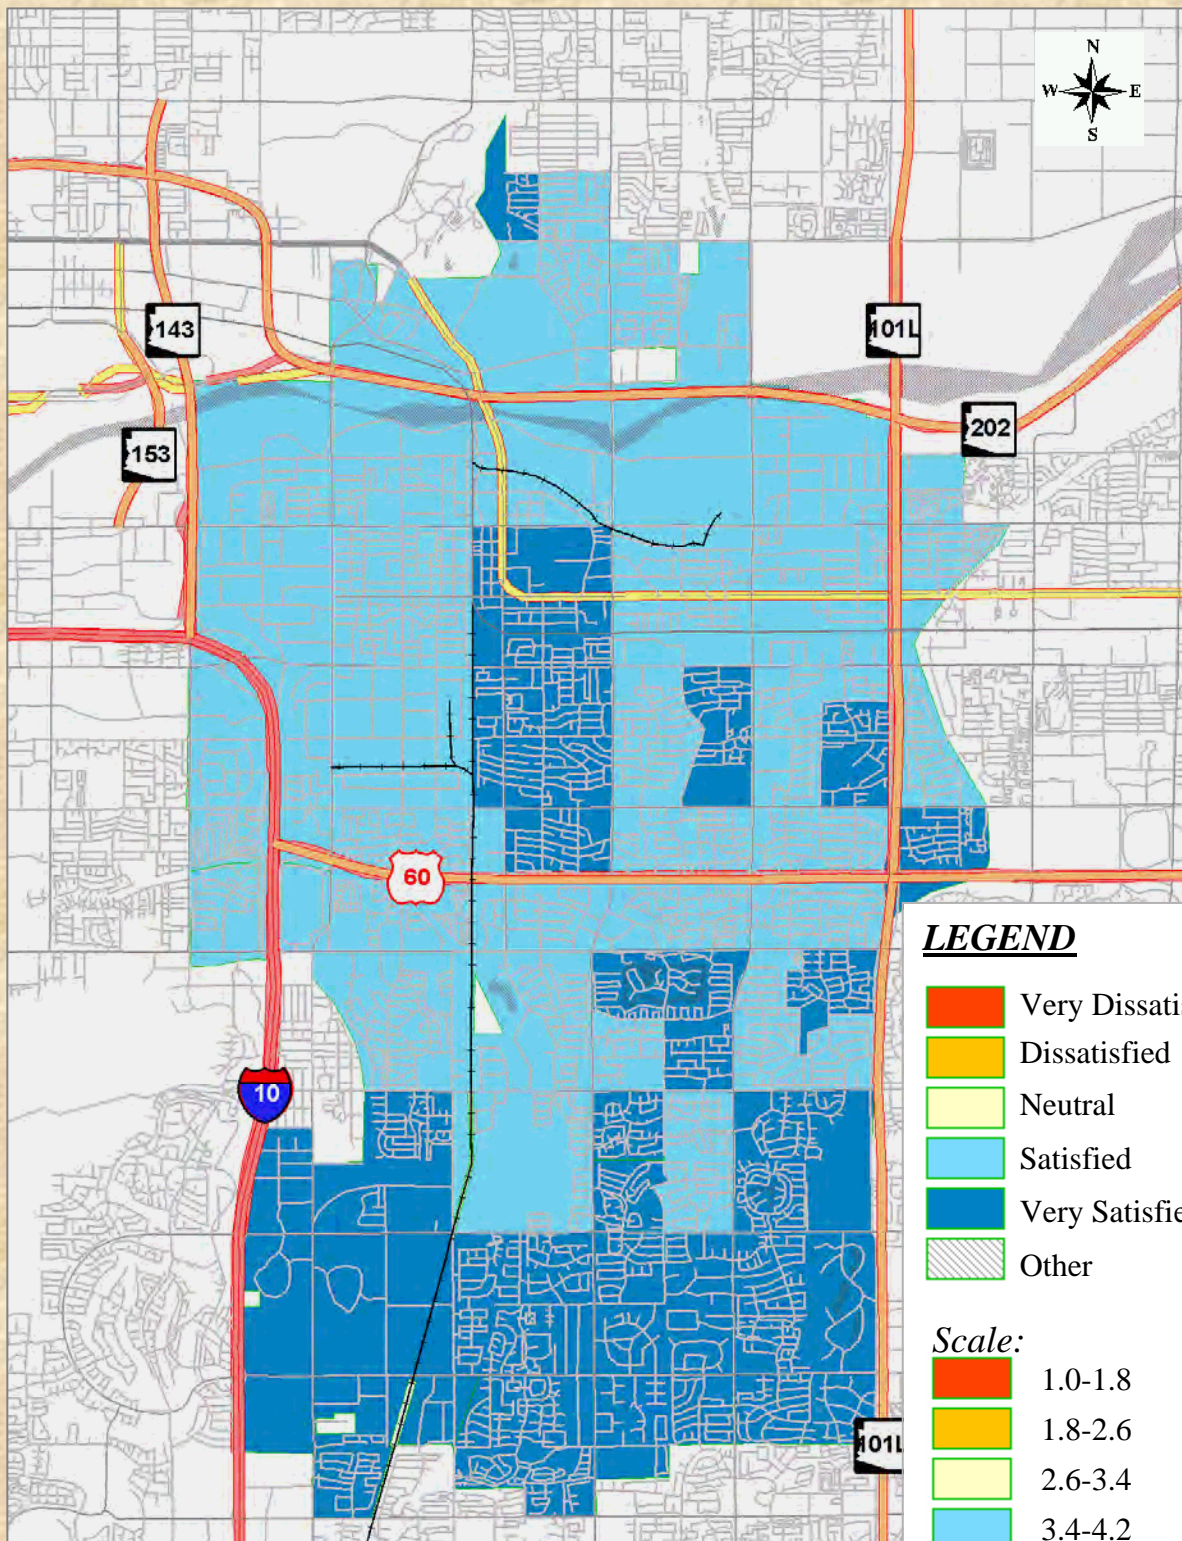 N
W E
S
143
101L
202
153
60
10
LEGEND
Very Dissatis
Dissatisfied
Neutral
Satisfied
Very Satisfie
Other
Scale:
1.0-1.8
1.8-2.6
2.6-3.4
3.4-4.2
101L